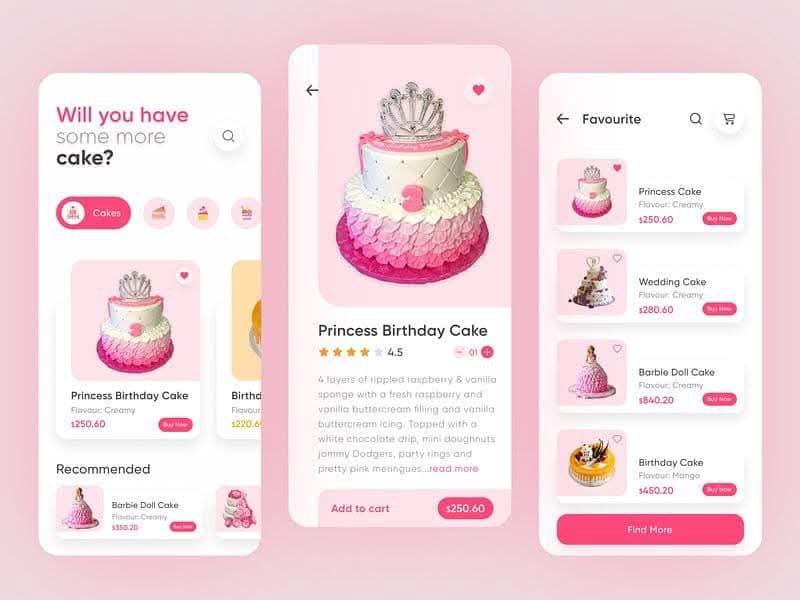 Will you have
some more
cake?
Cakes
Princess Birthday Cake
Flavour: Creamy
$250.60
Buy Now
Birthd
Flavour
$220.6
Recommended
Barbie Doll Cake
Flavour: Creamy
$350.20
Buy Now
3
Princess Birthday Cake
4.5
01
4 layers of rippled raspberry & vanilla
sponge with a fresh raspberry and
vanilla buttercream filling and vanilla
buttercream icing. Topped with a
white chocolate drip, mini doughnuts
jammy Dodgers, party rings and
pretty pink meringues...read more
Add to cart
$250.60
Favourite
Princess Cake
Flavour: Creamy
$250.60
Buy Now
Wedding Cake
Flavour: Creamy
$280.60
Buy Now
Barbie Doll Cake
Flavour: Creamy
$840.20
Buy Now
Birthday Cake
Flavour: Mango
$450.20
Buy Now
Find More